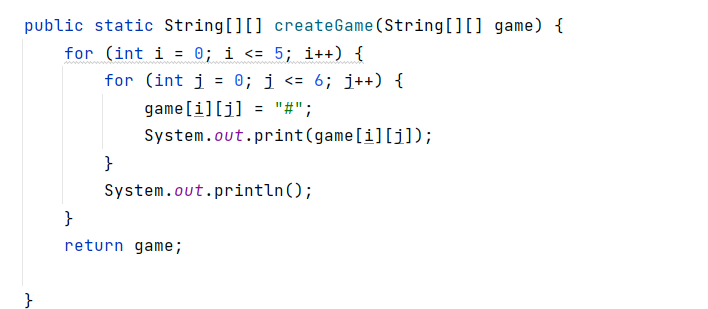 public static String[][] createGame(String[][] game) {
    for (int i = 0; i <= 5; i++) {
        for (int j = 0; j <= 6; j++) {
            game[i][j] = "#";
            System.out.print(game[i][j]);
        }
        System.out.println();
    }
    return game;
}